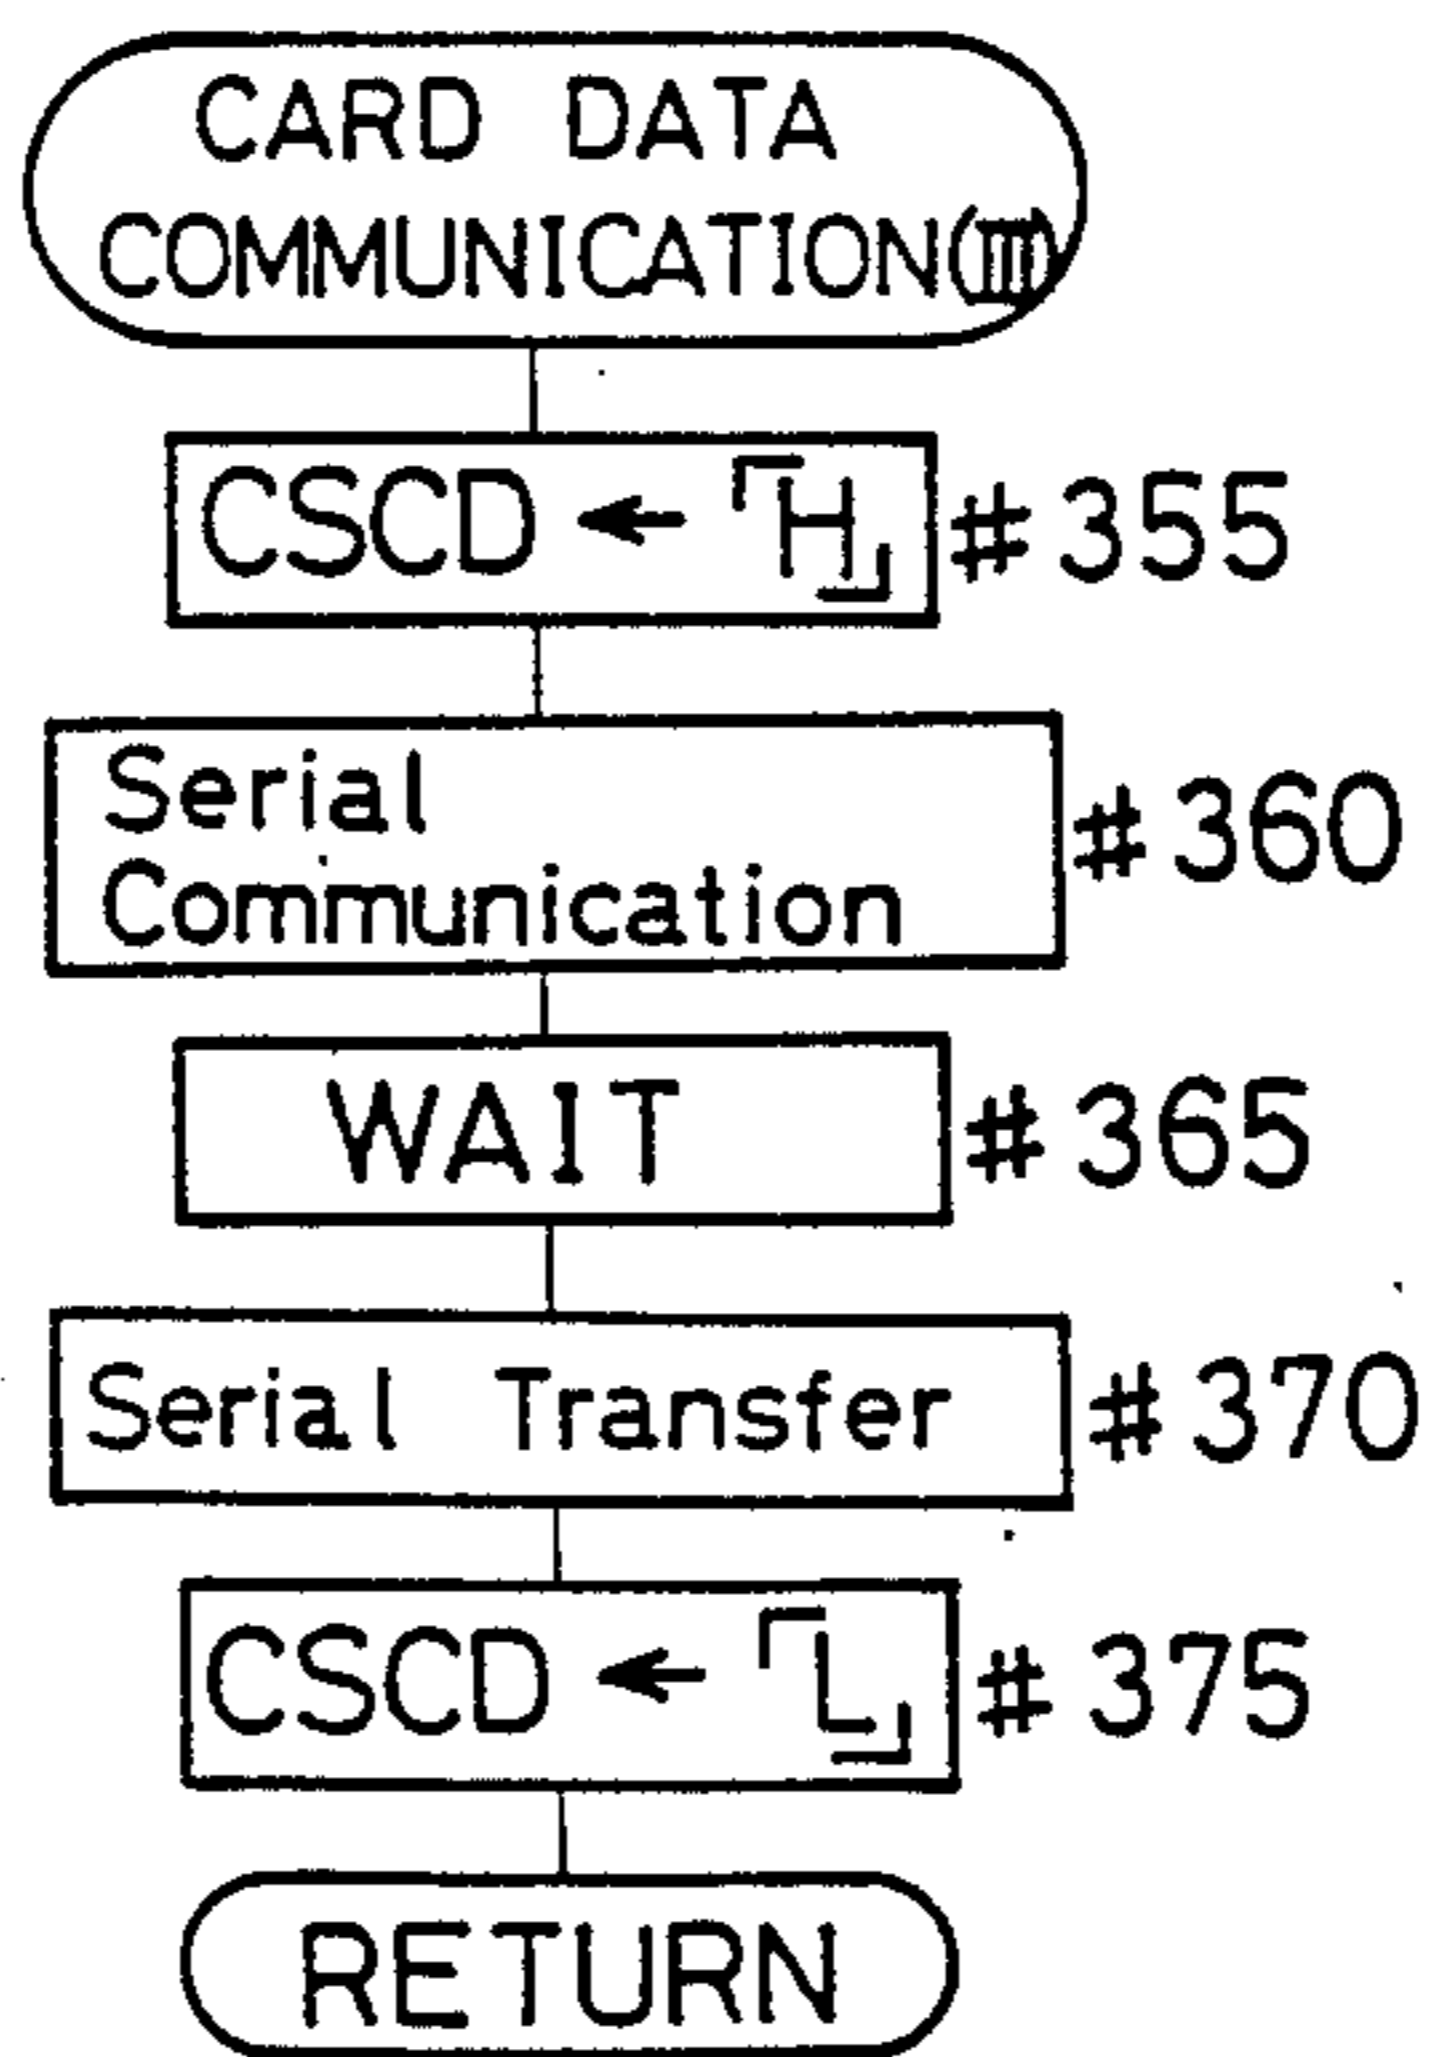 CARD DATA
COMMUNICATION(III)
CSCD ← 「H」 #355
Serial
Communication
#360
WAIT #365
Serial Transfer #370
CSCD ← 「L」 #375
RETURN